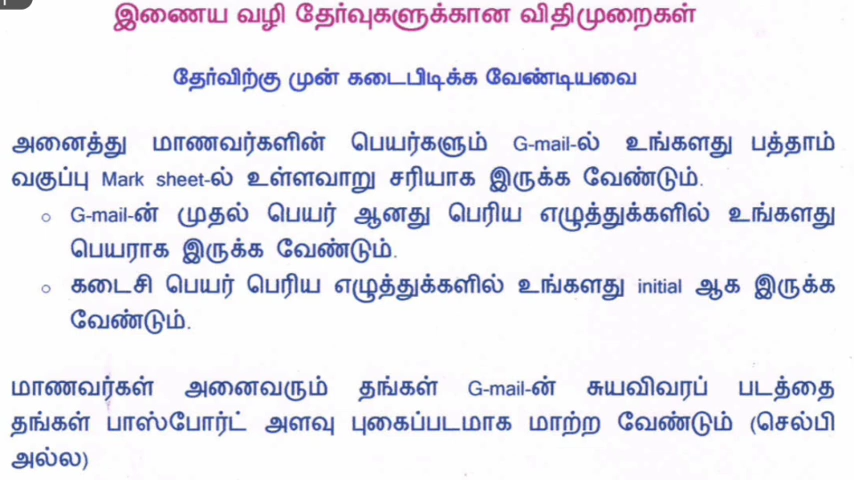 இணைய வழி தேர்வுகளுக்கான விதிமுறைகள்
தேர்விற்கு முன் கடைபிடிக்க வேண்டியவை
அனைத்து மாணவர்களின் பெயர்களும் G-mail-ல் உங்களது பத்தாம்
வகுப்பு Mark sheet-ல் உள்ளவாறு சரியாக இருக்க வேண்டும்.
○ G-mail-ன் முதல் பெயர் ஆனது பெரிய எழுத்துக்களில் உங்களது
பெயராக இருக்க வேண்டும்.
○ கடைசி பெயர் பெரிய எழுத்துக்களில் உங்களது initial ஆக இருக்க
வேண்டும்.
மாணவர்கள் அனைவரும் தங்கள் G-mail-ன் சுயவிவரப் படத்தை
தங்கள் பாஸ்போர்ட் அளவு புகைப்படமாக மாற்ற வேண்டும் (செல்பி
அல்ல)